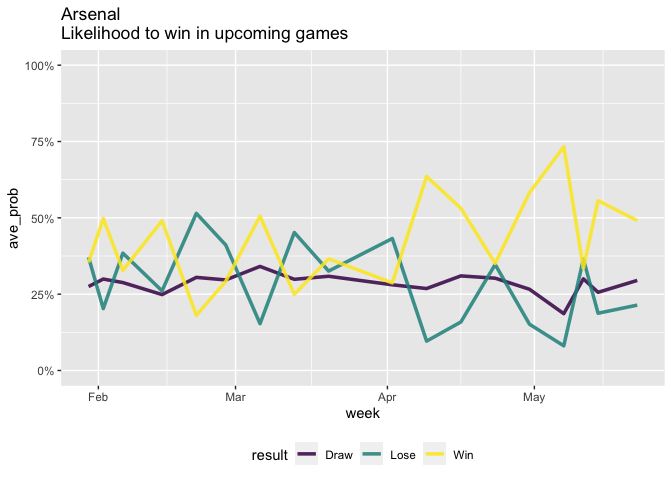 Arsenal
Likelihood to win in upcoming games
100%
75%
50%
25%
0%
ave_prob
Feb Mar Apr May
week
result Draw Lose Win